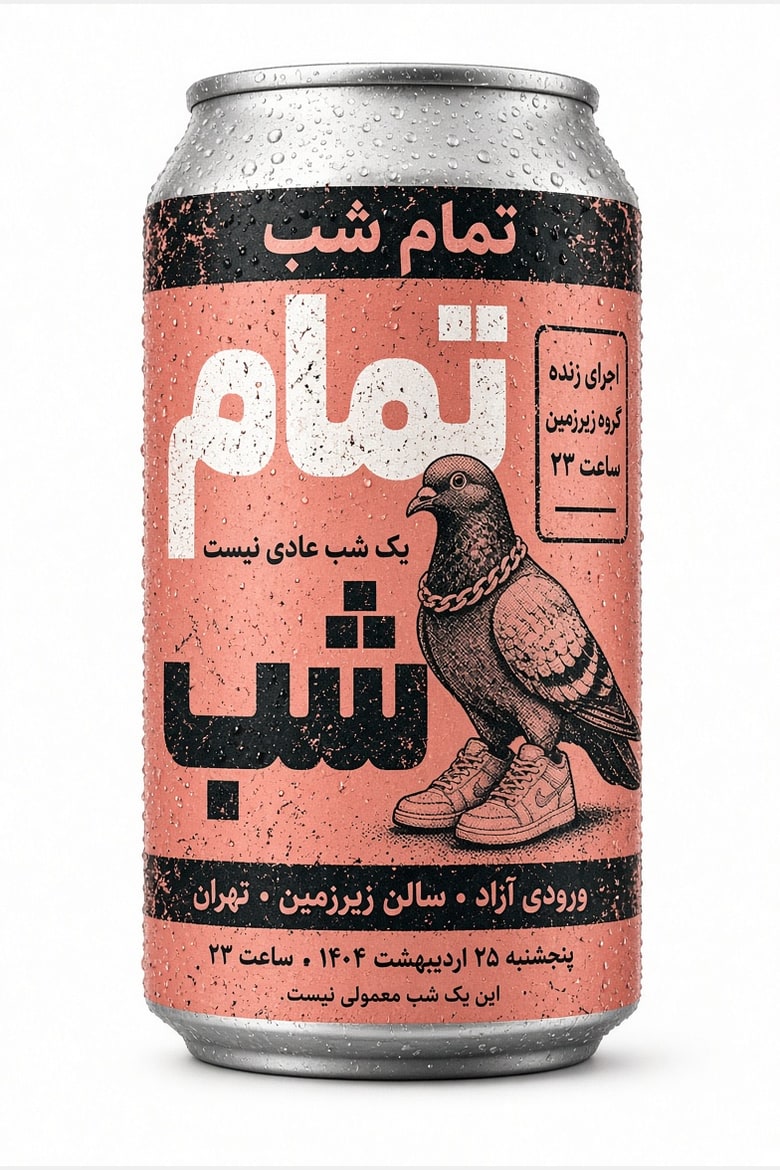 تمام شب
تمام
اجرای زنده
گروه زیرزمین
ساعت ۲۳
یک شب عادی نیست
شب
ورودی آزاد • سالن زیرزمین • تهران
پنجشنبه ۲۵ اردیبهشت ۱۴۰۴ • ساعت ۲۳
این یک شب معمولی نیست.